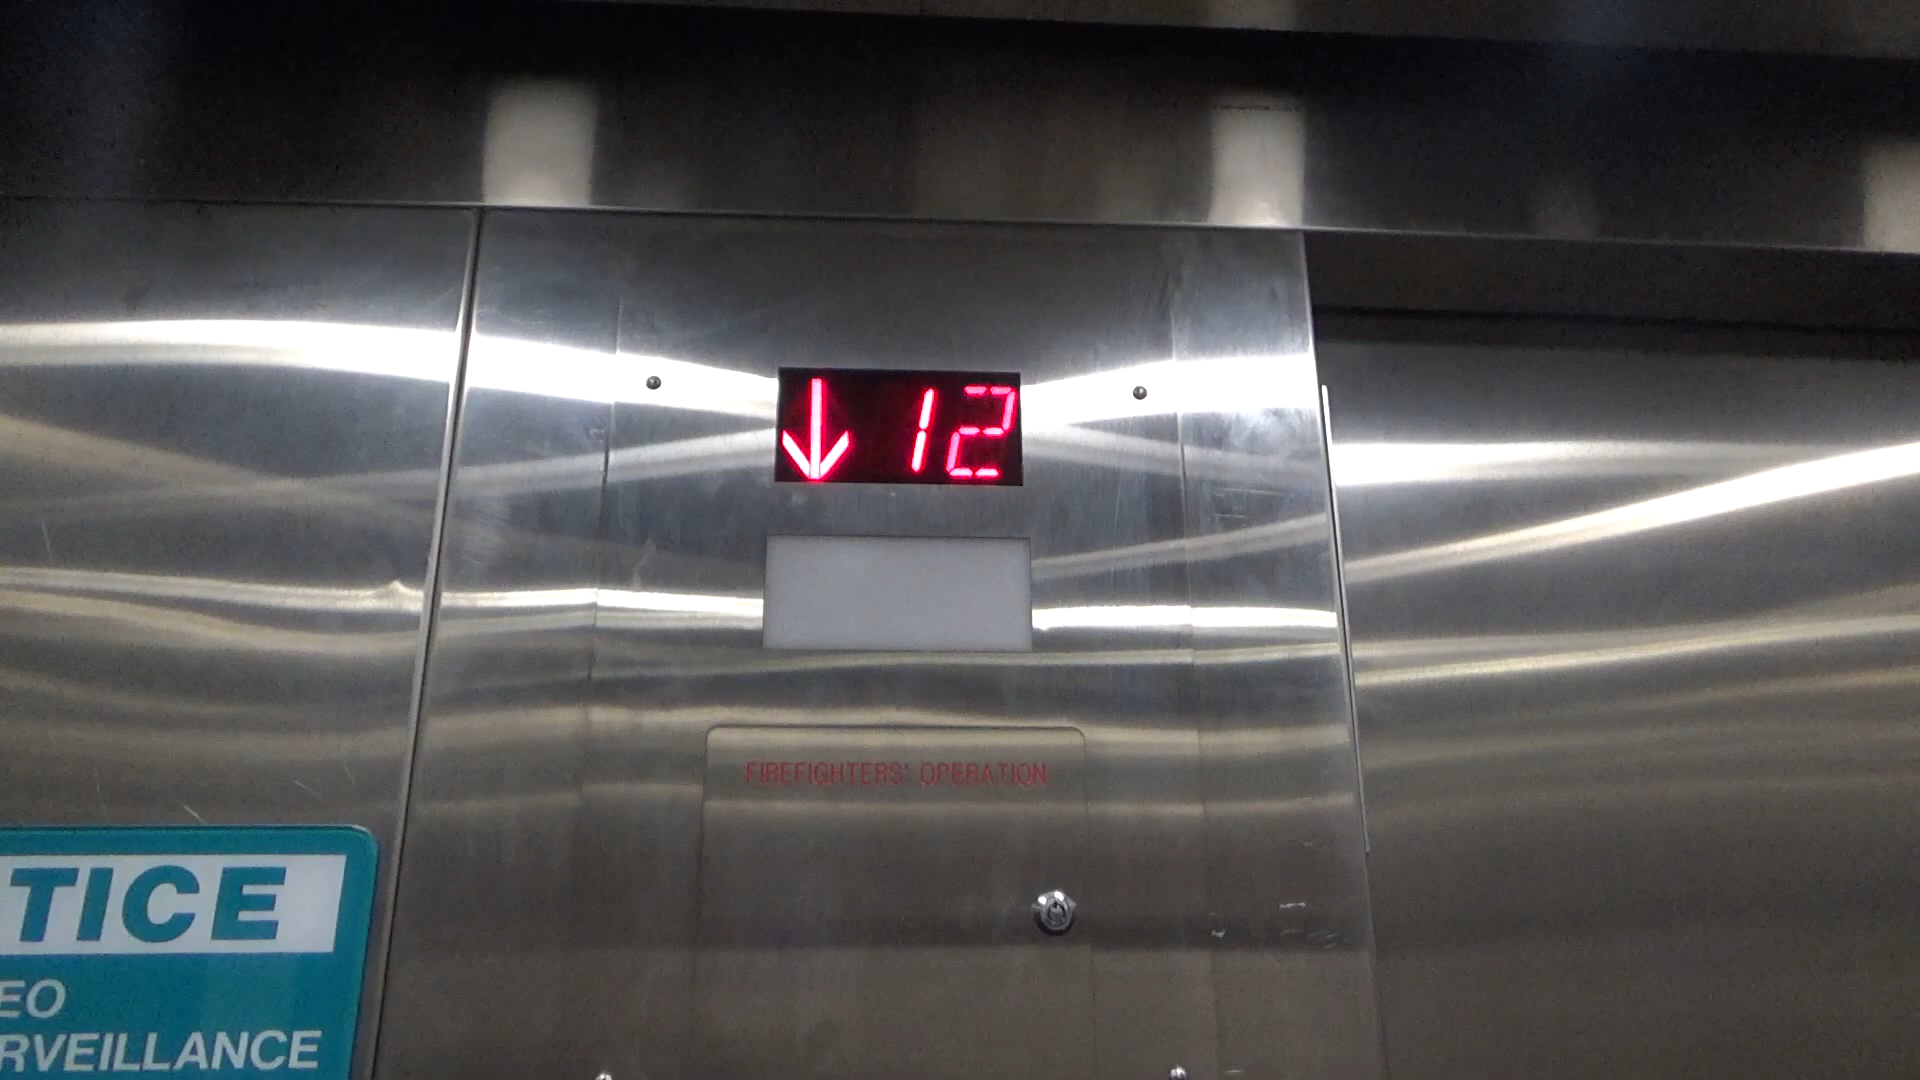 ↓ 12
FIREFIGHTERS' OPERATION
TICE
EO
RVEILLANCE